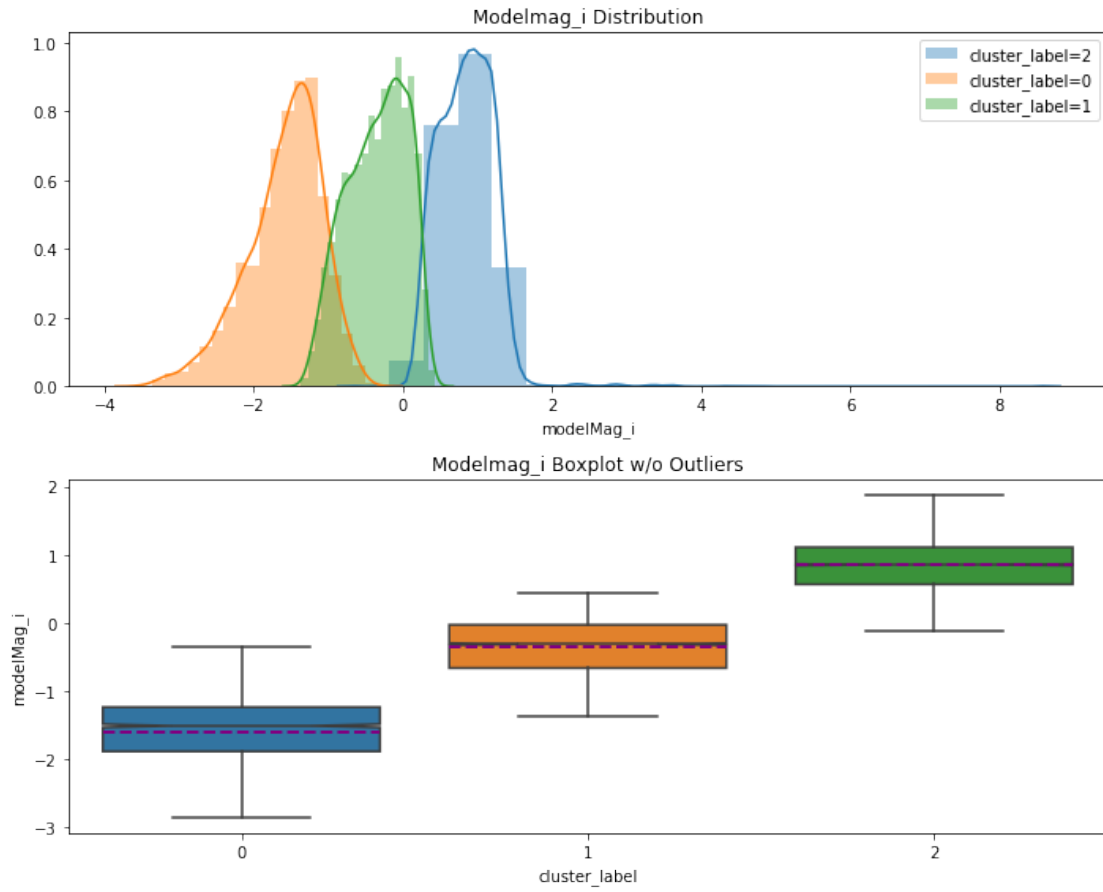 Modelmag_i Distribution
1.0
0.8
0.6
0.4
0.2
0.0
cluster_label=2
cluster_label=0
cluster_label=1
−4 −2 0 2 4 6 8
modelMag_i
Modelmag_i Boxplot w/o Outliers
2
1
0
−1
−2
−3
modelMag_i
0 1 2
cluster_label